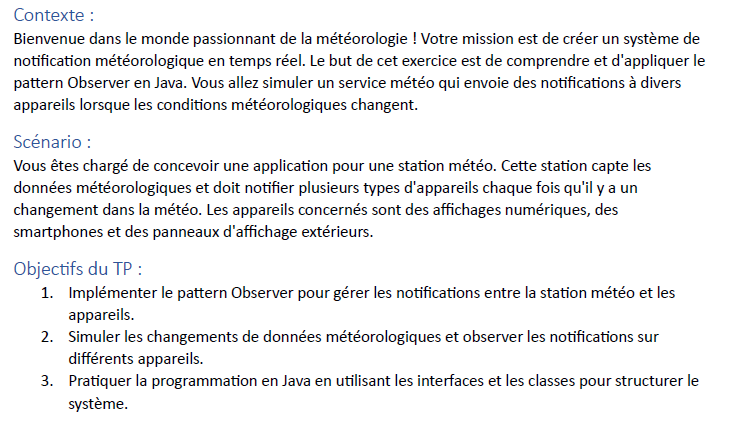 Contexte :
Bienvenue dans le monde passionnant de la météorologie ! Votre mission est de créer un système de
notification météorologique en temps réel. Le but de cet exercice est de comprendre et d'appliquer le
pattern Observer en Java. Vous allez simuler un service météo qui envoie des notifications à divers
appareils lorsque les conditions météorologiques changent.
Scénario :
Vous êtes chargé de concevoir une application pour une station météo. Cette station capte les
données météorologiques et doit notifier plusieurs types d'appareils chaque fois qu'il y a un
changement dans la météo. Les appareils concernés sont des affichages numériques, des
smartphones et des panneaux d'affichage extérieurs.
Objectifs du TP :
1. Implémenter le pattern Observer pour gérer les notifications entre la station météo et les
appareils.
2. Simuler les changements de données météorologiques et observer les notifications sur
différents appareils.
3. Pratiquer la programmation en Java en utilisant les interfaces et les classes pour structurer le
système.